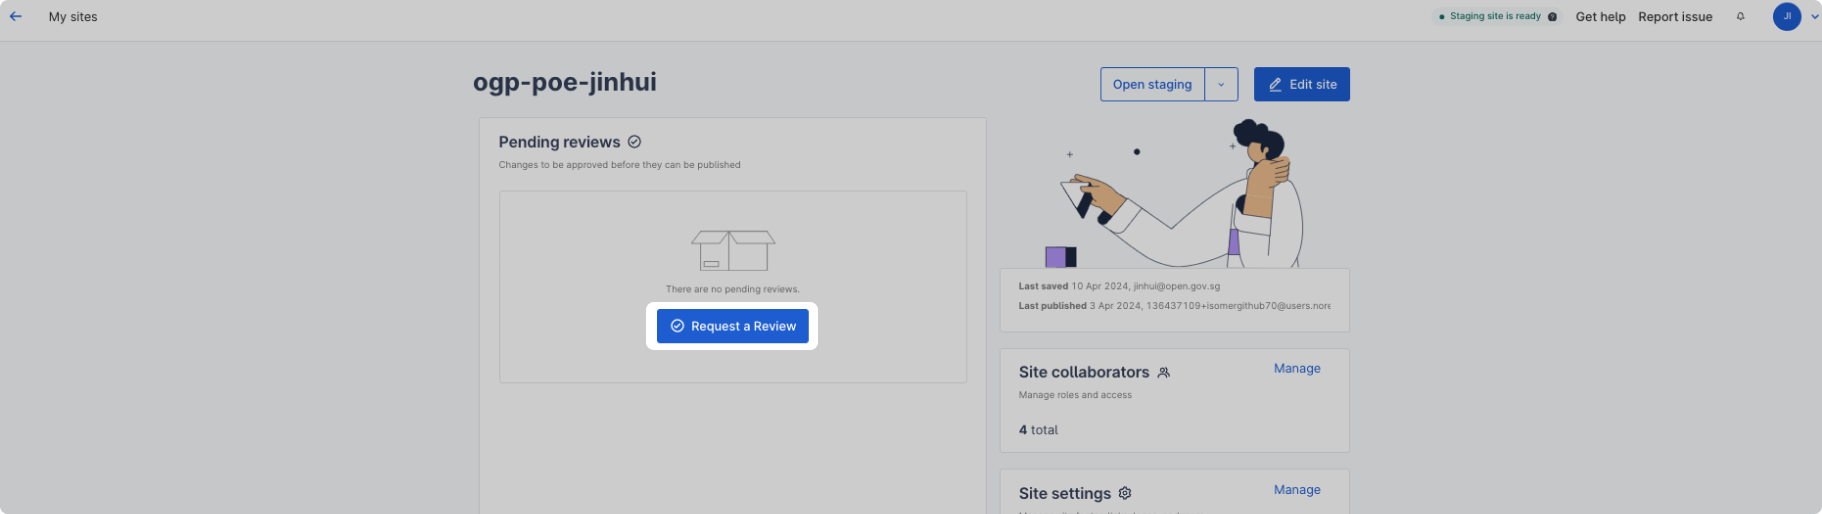 My sites
Staging site is ready
Get help
Report issue
JI
ogp-poe-jinhui
Open staging
Edit site
Pending reviews
Changes to be approved before they can be published
There are no pending reviews.
Request a Review
Last saved 10 Apr 2024, jinhui@open.gov.sg
Last published 3 Apr 2024, 136437109+isomergithub70@users.nore
Site collaborators
Manage
Manage roles and access
4 total
Site settings
Manage